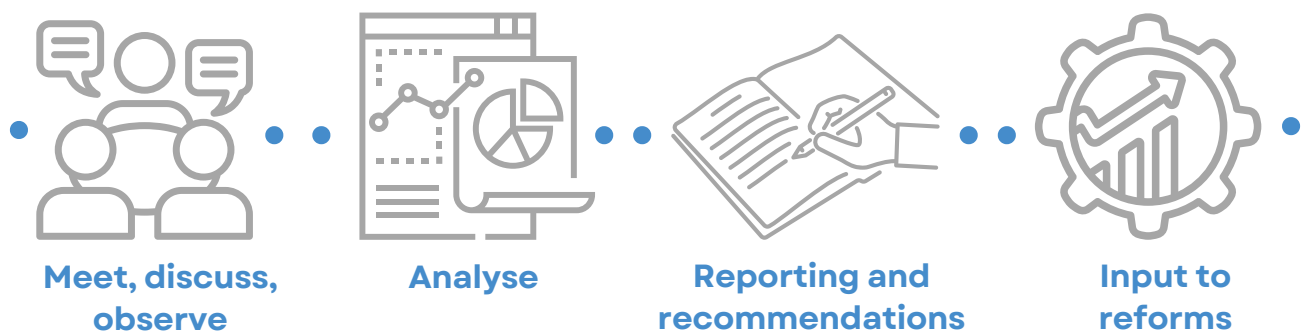 Meet, discuss,
observe
Analyse
Reporting and
recommendations
Input to
reforms